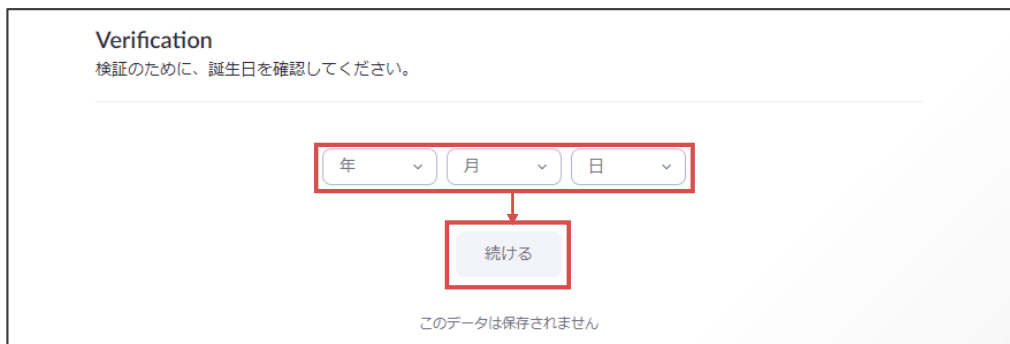 Verification
検証のために、誕生日を確認してください。
年 月 日
続ける
このデータは保存されません